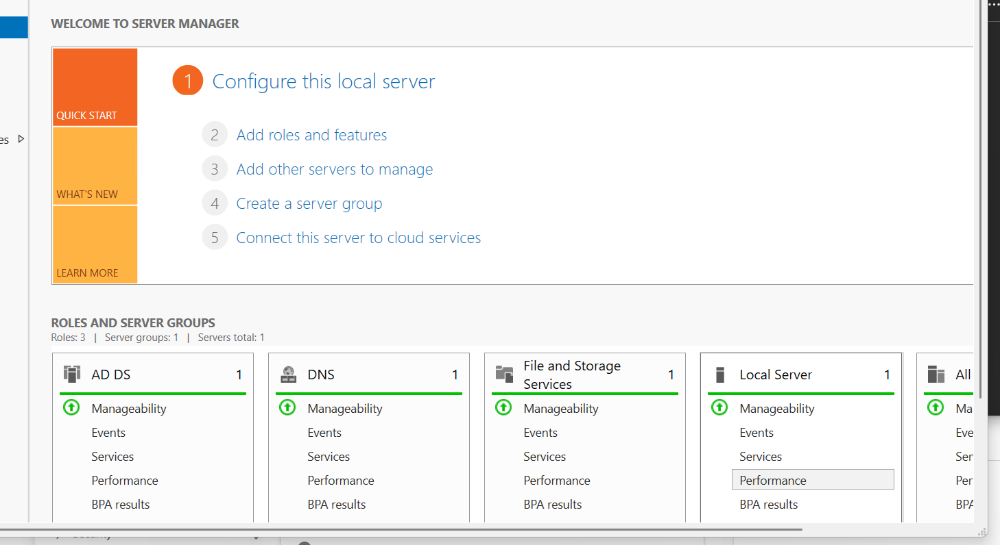 WELCOME TO SERVER MANAGER
QUICK START
WHAT'S NEW
LEARN MORE
1 Configure this local server
2 Add roles and features
3 Add other servers to manage
4 Create a server group
5 Connect this server to cloud services
es
ROLES AND SERVER GROUPS
Roles: 3 | Server groups: 1 | Servers total: 1
AD DS 1
Manageability
Events
Services
Performance
BPA results
DNS 1
Manageability
Events
Services
Performance
BPA results
File and Storage
Services 1
Manageability
Events
Services
Performance
BPA results
Local Server 1
Manageability
Events
Services
Performance
BPA results
All
Ma
Eve
Ser
Per
BPA